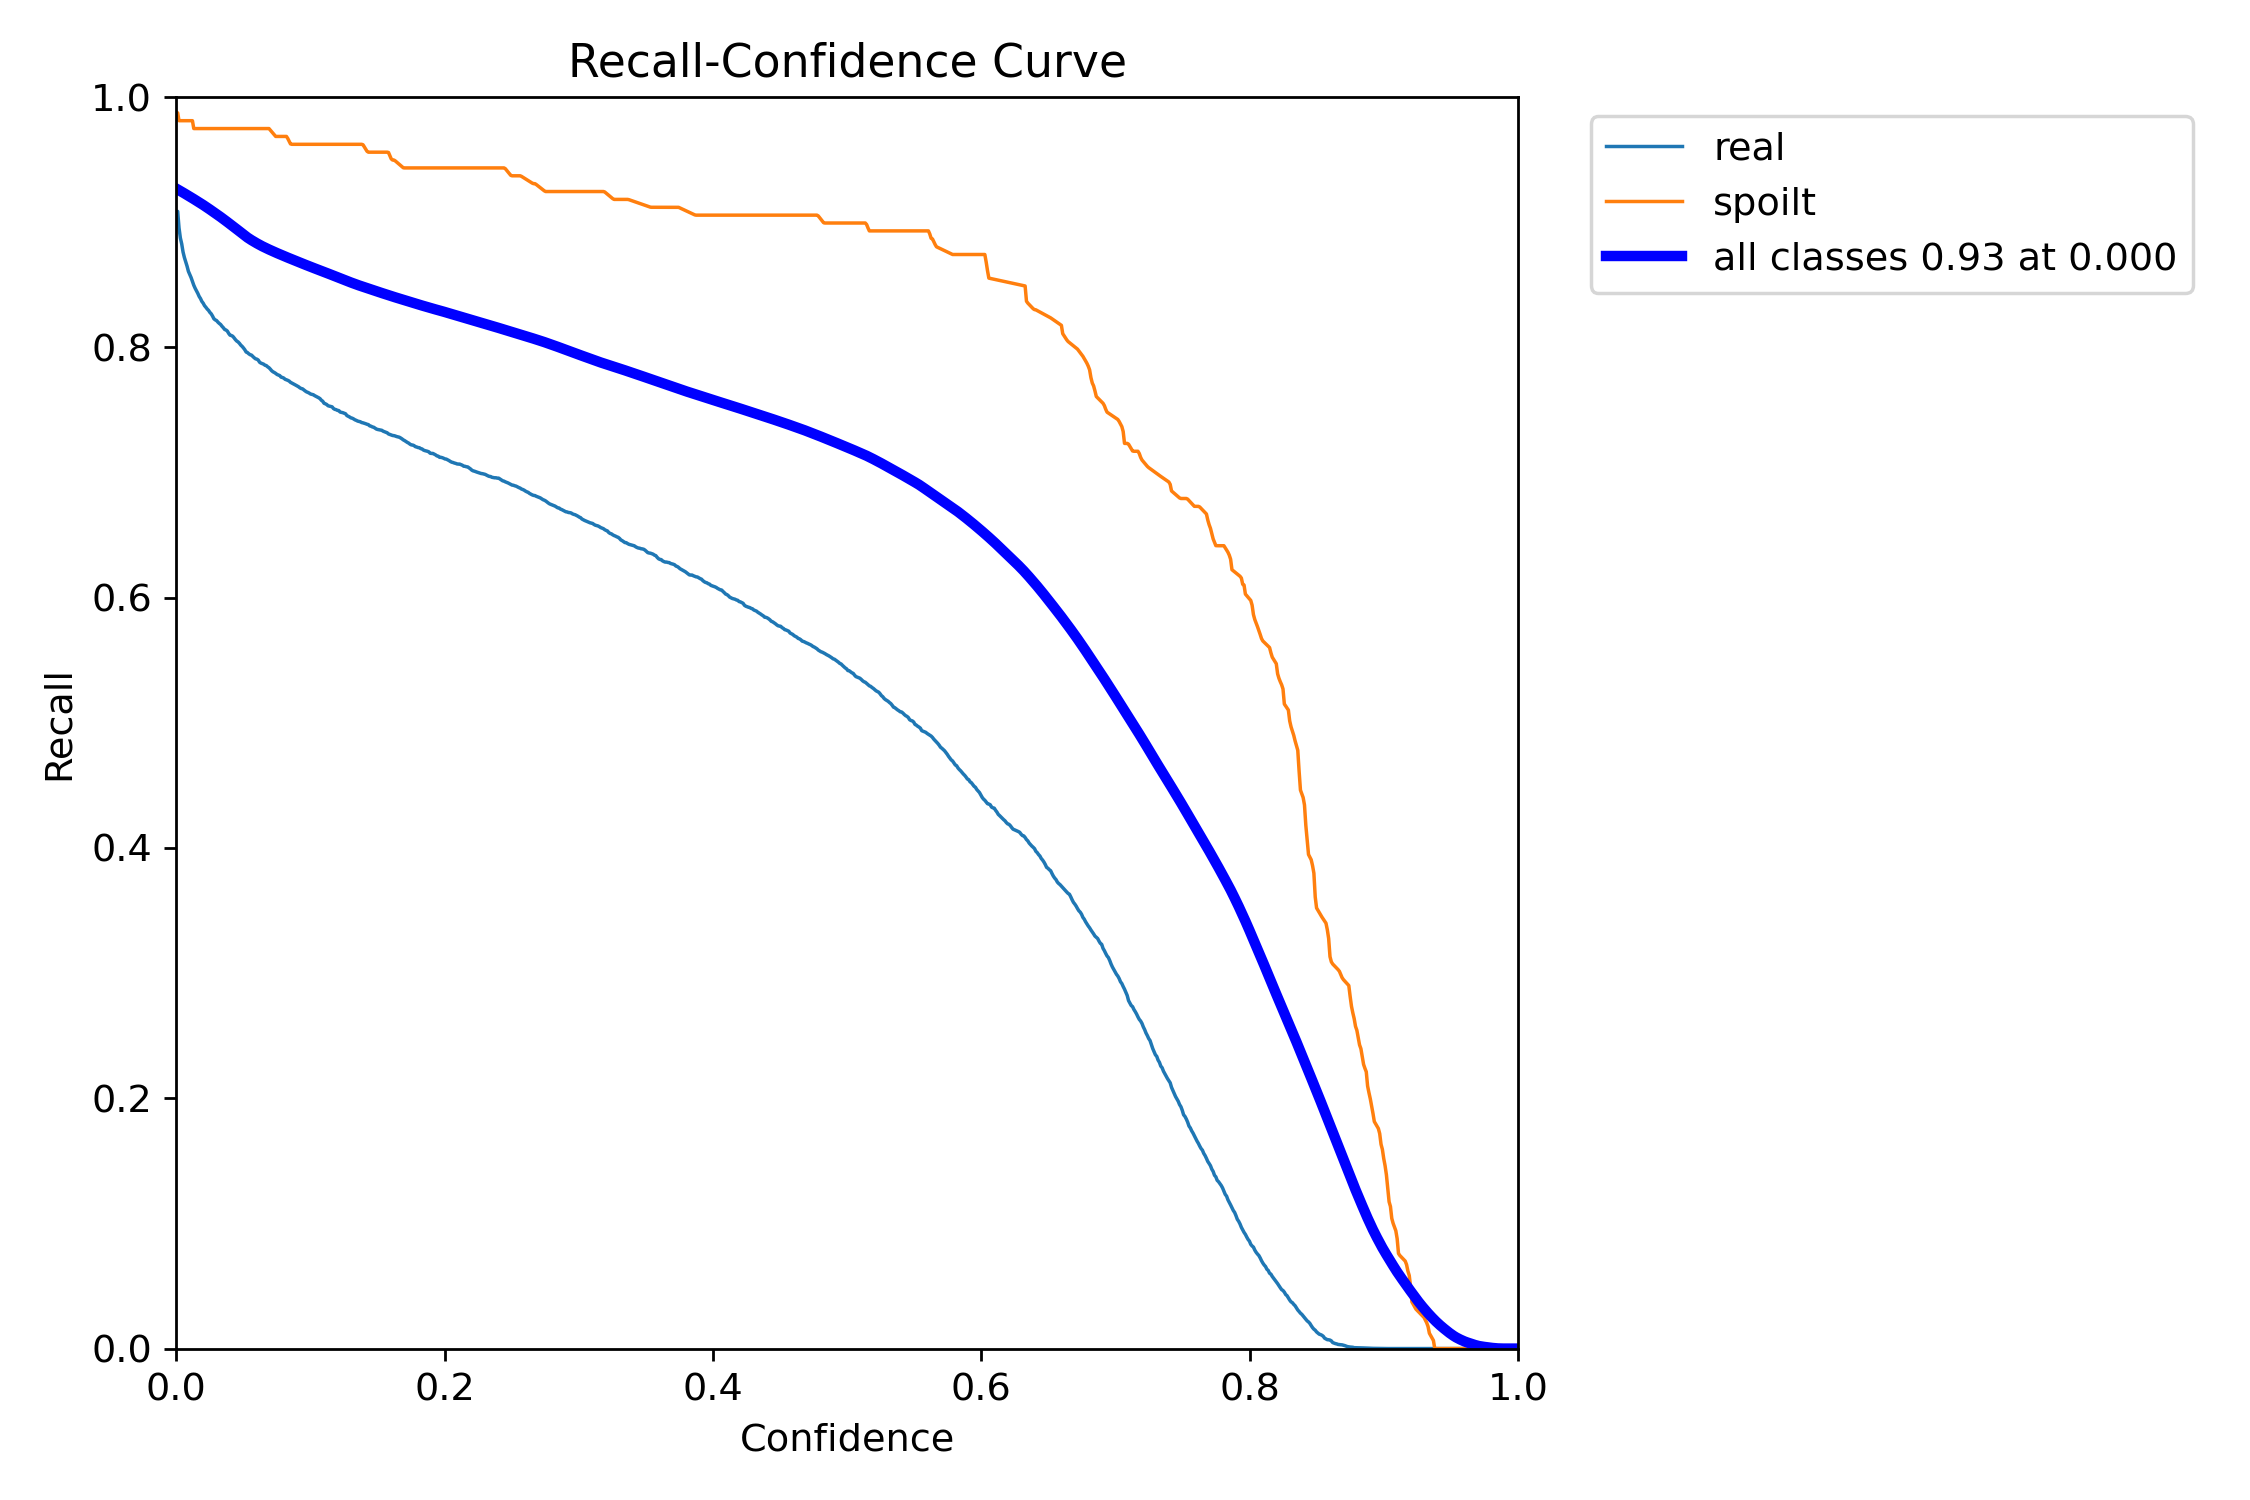 Recall-Confidence Curve
1.0
0.8
0.6
0.4
0.2
0.0
Recall
0.0 0.2 0.4 0.6 0.8 1.0
Confidence
real
spoilt
all classes 0.93 at 0.000